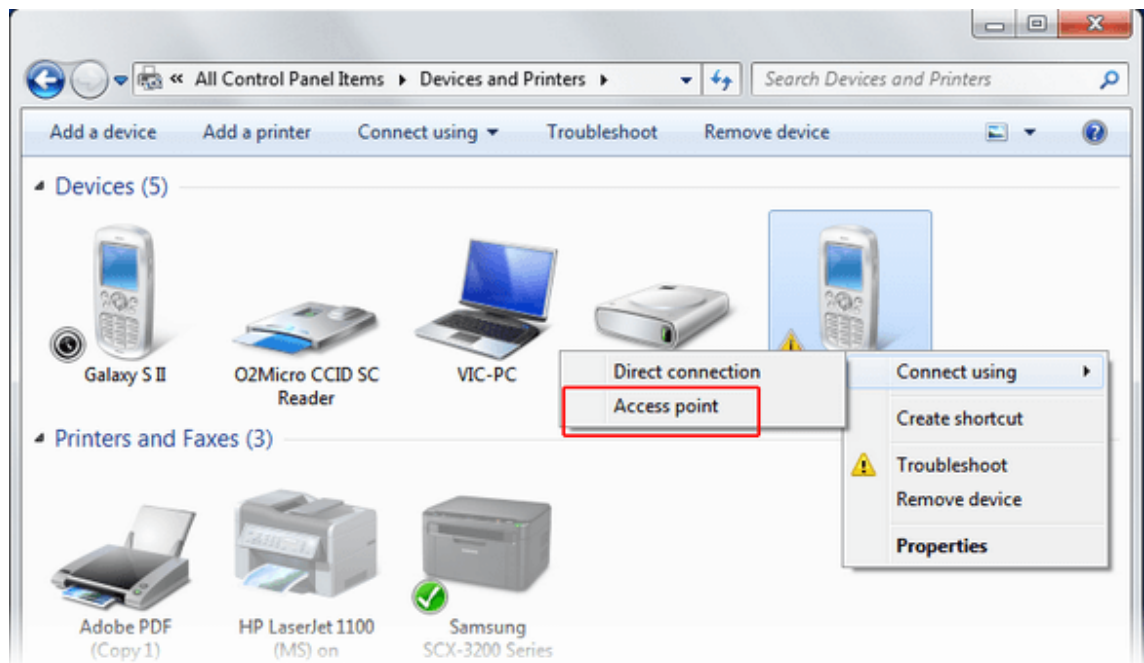 « All Control Panel Items ▸ Devices and Printers ▸ Search Devices and Printers
Add a device Add a printer Connect using ▾ Troubleshoot Remove device
Devices (5)
Galaxy S II
O2Micro CCID SC
Reader
VIC-PC
Direct connection
Access point
Connect using
Create shortcut
Troubleshoot
Remove device
Properties
Printers and Faxes (3)
Adobe PDF
(Copy 1)
HP LaserJet 1100
(MS) on
Samsung
SCX-3200 Series